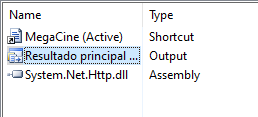 Name Type
MegaCine (Active) Shortcut
Resultado principal ... Output
System.Net.Http.dll Assembly